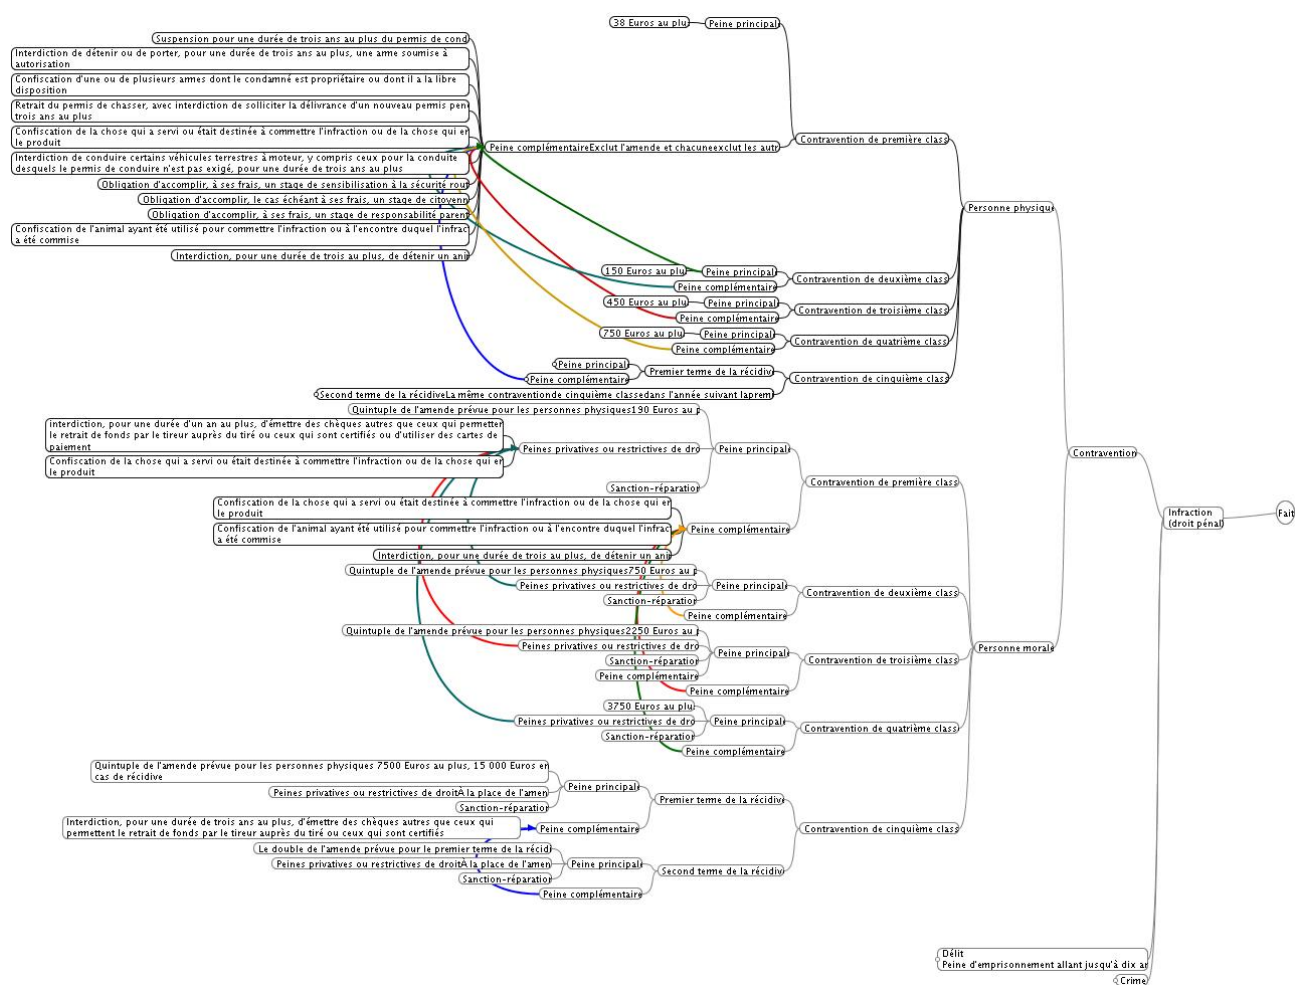 38 Euros au plu
Peine principal
Suspension pour une durée de trois ans au plus du permis de cond
Interdiction de détenir ou de porter, pour une durée de trois ans au plus, une arme soumise à
autorisation
Confiscation d'une ou de plusieurs armes dont le condamné est propriétaire ou dont il a la libre
disposition
Retrait du permis de chasser, avec interdiction de solliciter la délivrance d'un nouveau permis pen
trois ans au plus
Confiscation de la chose qui a servi ou était destinée à commettre l'infraction ou de la chose qui er
le produit
Interdiction de conduire certains véhicules terrestres à moteur, y compris ceux pour la conduite
desquels le permis de conduire n'est pas exigé, pour une durée de trois ans au plus
Obligation d'accomplir, à ses frais, un stage de sensibilisation à la sécurité rout
Obligation d'accomplir, le cas échéant à ses frais, un stage de citoyenn
Obligation d'accomplir, à ses frais, un stage de responsabilité parent
Confiscation de l'animal ayant été utilisé pour commettre l'infraction ou à l'encontre duquel l'infrac
a été commise
Interdiction, pour une durée de trois au plus, de détenir un ani
Peine complémentaireExclut l'amende et chacuneexclut les autr
Contravention de première class
Personne physique
150 Euros au plu
Peine principal
Peine complémentaire
Contravention de deuxième class
450 Euros au plu
Peine principal
Peine complémentaire
Contravention de troisième class
750 Euros au plu
Peine principal
Peine complémentaire
Contravention de quatrième class
Peine principal
Peine complémentaire
Premier terme de la récidiv
Contravention de cinquième class
Second terme de la récidiveLa même contraventionde cinquième classedans l'année suivant laprem
Quintuple de l'amende prévue pour les personnes physiques190 Euros au p
interdiction, pour une durée d'un an au plus, d'émettre des chèques autres que ceux qui permetten
le retrait de fonds par le tireur auprès du tiré ou ceux qui sont certifiés ou d'utiliser des cartes de
paiement
Confiscation de la chose qui a servi ou était destinée à commettre l'infraction ou de la chose qui er
le produit
Peines privatives ou restrictives de dro
Sanction-réparation
Peine principale
Contravention de première class
Confiscation de la chose qui a servi ou était destinée à commettre l'infraction ou de la chose qui er
le produit
Confiscation de l'animal ayant été utilisé pour commettre l'infraction ou à l'encontre duquel l'infrac
a été commise
Interdiction, pour une durée de trois au plus, de détenir un ani
Peine complémentaire
Quintuple de l'amende prévue pour les personnes physiques750 Euros au p
Peines privatives ou restrictives de dro
Sanction-réparation
Peine principale
Peine complémentaire
Contravention de deuxième class
Quintuple de l'amende prévue pour les personnes physiques2250 Euros au p
Peines privatives ou restrictives de dro
Sanction-réparation
Peine complémentaire
Peine principale
Peine complémentaire
Contravention de troisième class
Personne morale
3750 Euros au plu
Peines privatives ou restrictives de dro
Sanction-réparation
Peine principale
Peine complémentaire
Contravention de quatrième class
Quintuple de l'amende prévue pour les personnes physiques 7500 Euros au plus, 15 000 Euros en
cas de récidive
Peines privatives ou restrictives de droitÀ la place de l'amen
Sanction-réparation
Peine principale
Interdiction, pour une durée de trois ans au plus, d'émettre des chèques autres que ceux qui
permettent le retrait de fonds par le tireur auprès du tiré ou ceux qui sont certifiés
Peine complémentaire
Premier terme de la récidive
Contravention de cinquième class
Le double de l'amende prévue pour le premier terme de la récidi
Peines privatives ou restrictives de droitÀ la place de l'amen
Sanction-réparation
Peine principale
Peine complémentaire
Second terme de la récidiv
Contravention
Infraction
(droit pénal)
Fait
Délit
Peine d'emprisonnement allant jusqu'à dix an
Crime